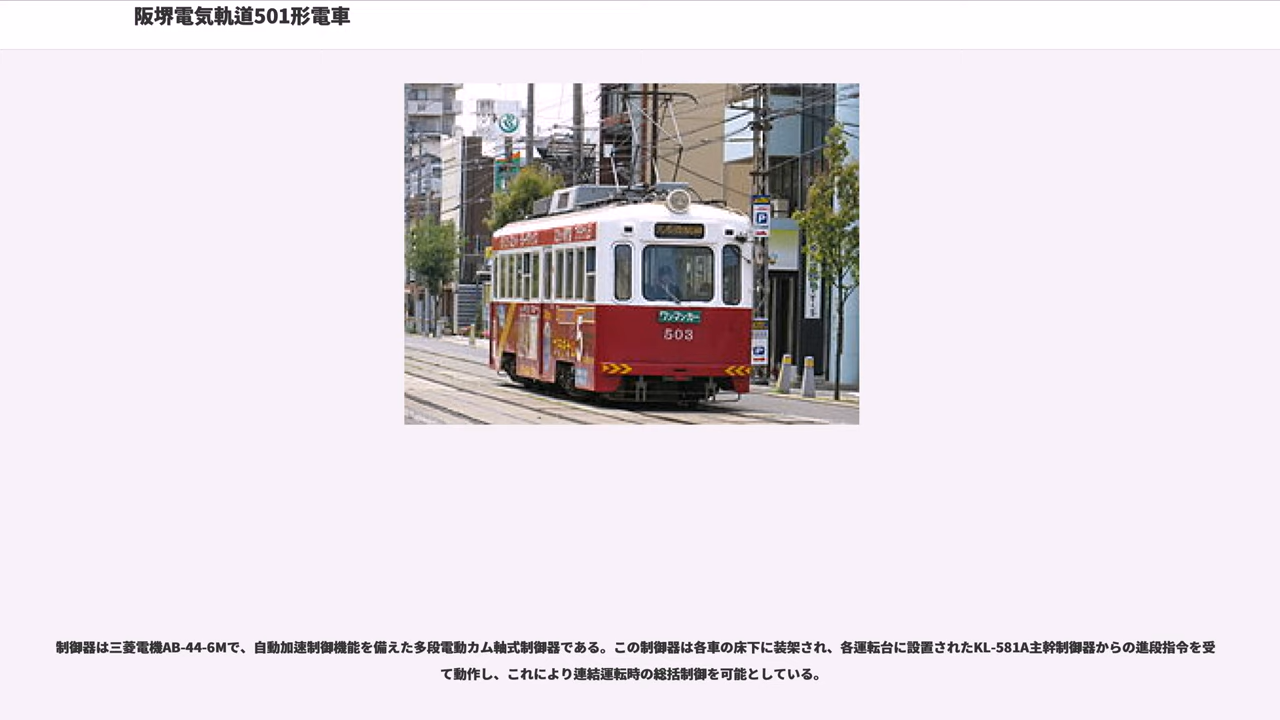 阪堺電気軌道501形電車
ワンマンカー
503
P
P
制御器は三菱電機AB-44-6Mで、自動加速制御機能を備えた多段電動カム軸式制御器である。この制御器は各車の床下に装架され、各運転台に設置されたKL-581A主幹制御器からの進段指令を受
て動作し、これにより連結運転時の総括制御を可能としている。